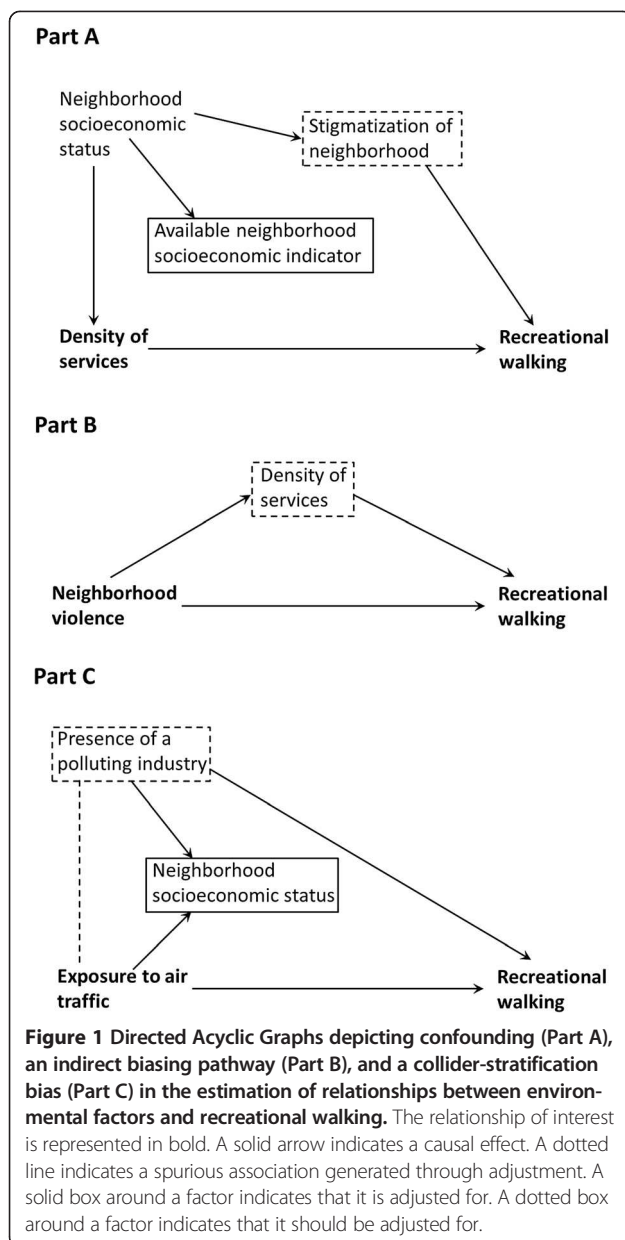 Part A
Neighborhood
socioeconomic
status
Stigmatization of
neighborhood
Available neighborhood
socioeconomic indicator
Density of
services
Recreational
walking
Part B
Density of
services
Neighborhood
violence
Recreational
walking
Part C
Presence of a
polluting industry
Neighborhood
socioeconomic status
Exposure to air
traffic
Recreational
walking
Figure 1 Directed Acyclic Graphs depicting confounding (Part A),
an indirect biasing pathway (Part B), and a collider-stratification
bias (Part C) in the estimation of relationships between environ-
mental factors and recreational walking. The relationship of interest
is represented in bold. A solid arrow indicates a causal effect. A dotted
line indicates a spurious association generated through adjustment. A
solid box around a factor indicates that it is adjusted for. A dotted box
around a factor indicates that it should be adjusted for.